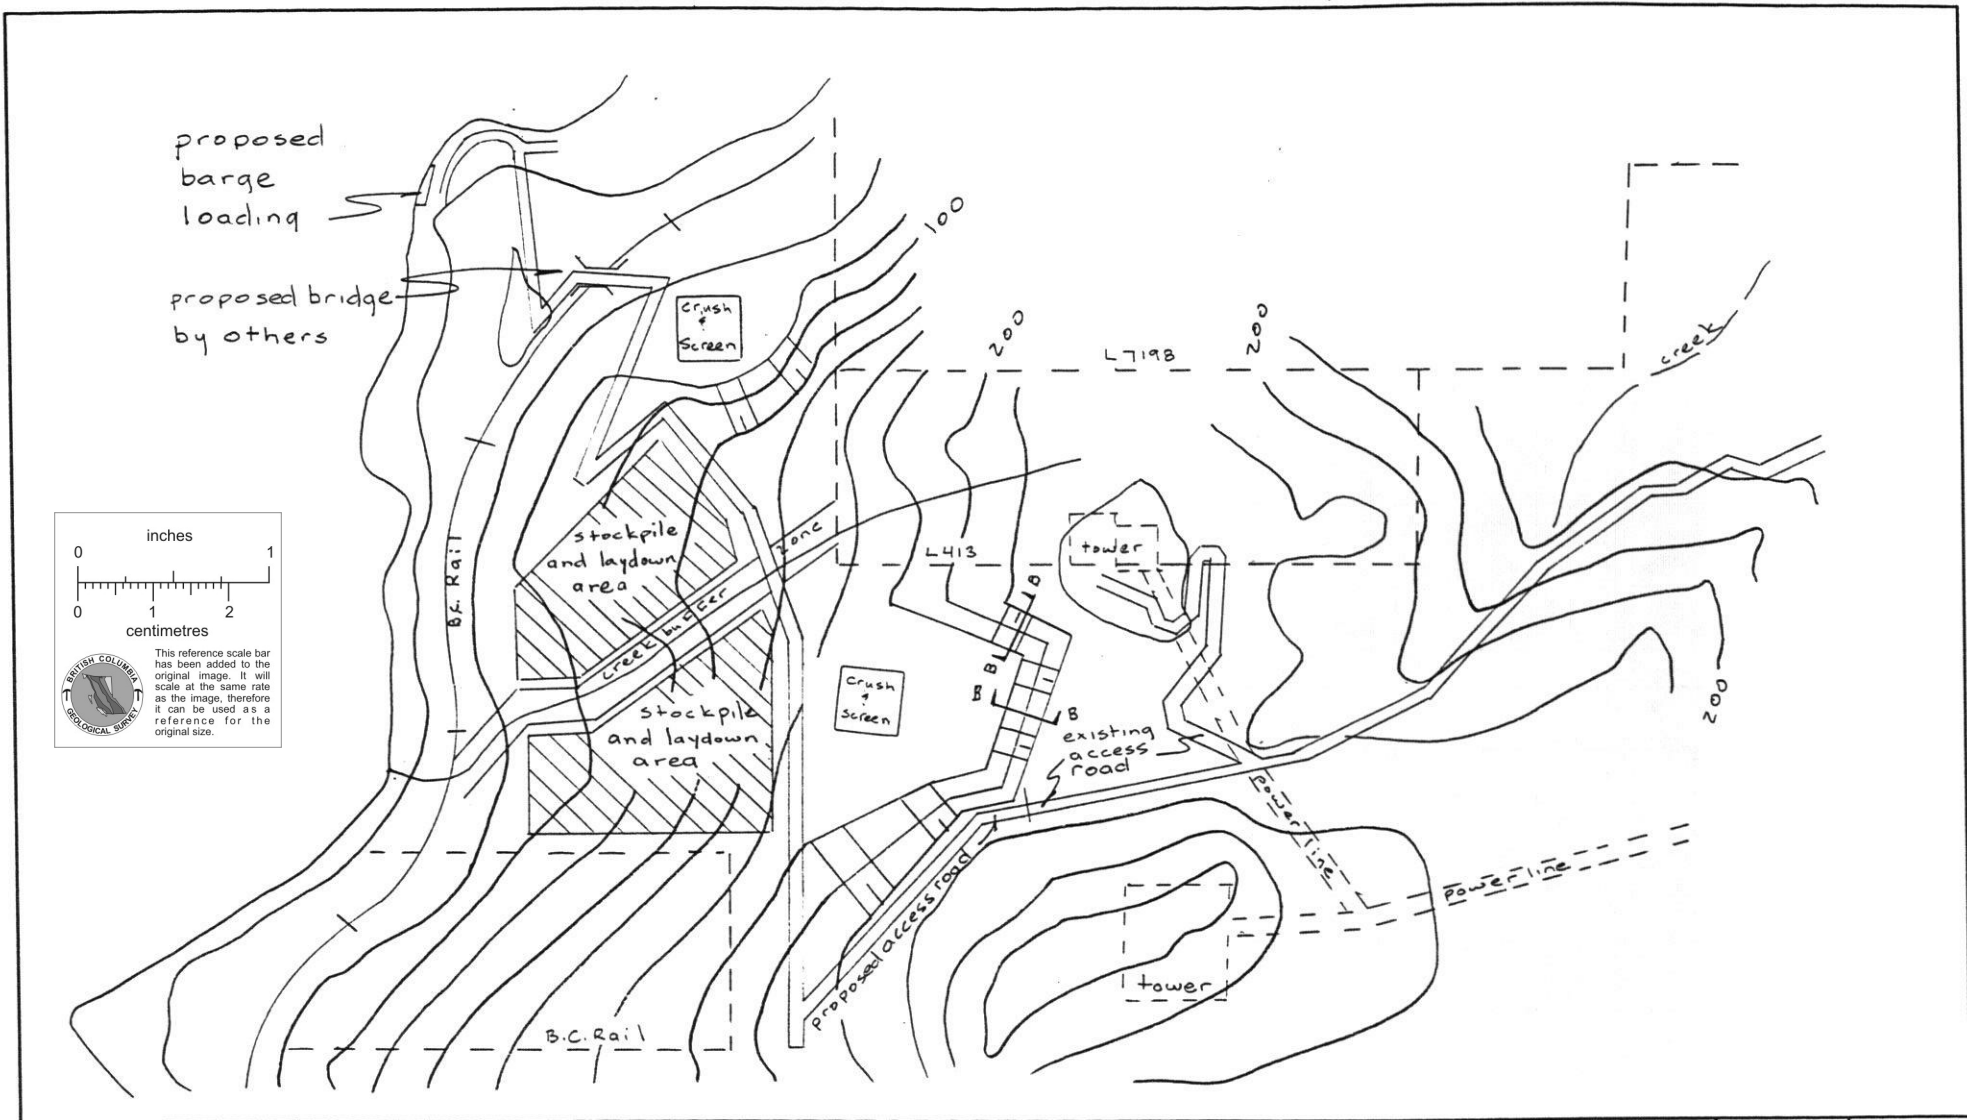 proposed
barge
loading
proposed bridge
by others
Crush
&
Screen
100
200
L7198
200
creek
inches
0 1
0 1 2
centimetres
BRITISH COLUMBIA
GEOLOGICAL SURVEY
This reference scale bar
has been added to the
original image. It will
scale at the same rate
as the image, therefore
it can be used as a
reference for the
original size.
B.C. Rail
stockpile
and laydown
area
creek buffer zone
L413
tower
B
B
B
B
Crush
&
Screen
stockpile
and laydown
area
existing
access
road
200
power line
power line
proposed access road
tower
B.C. Rail